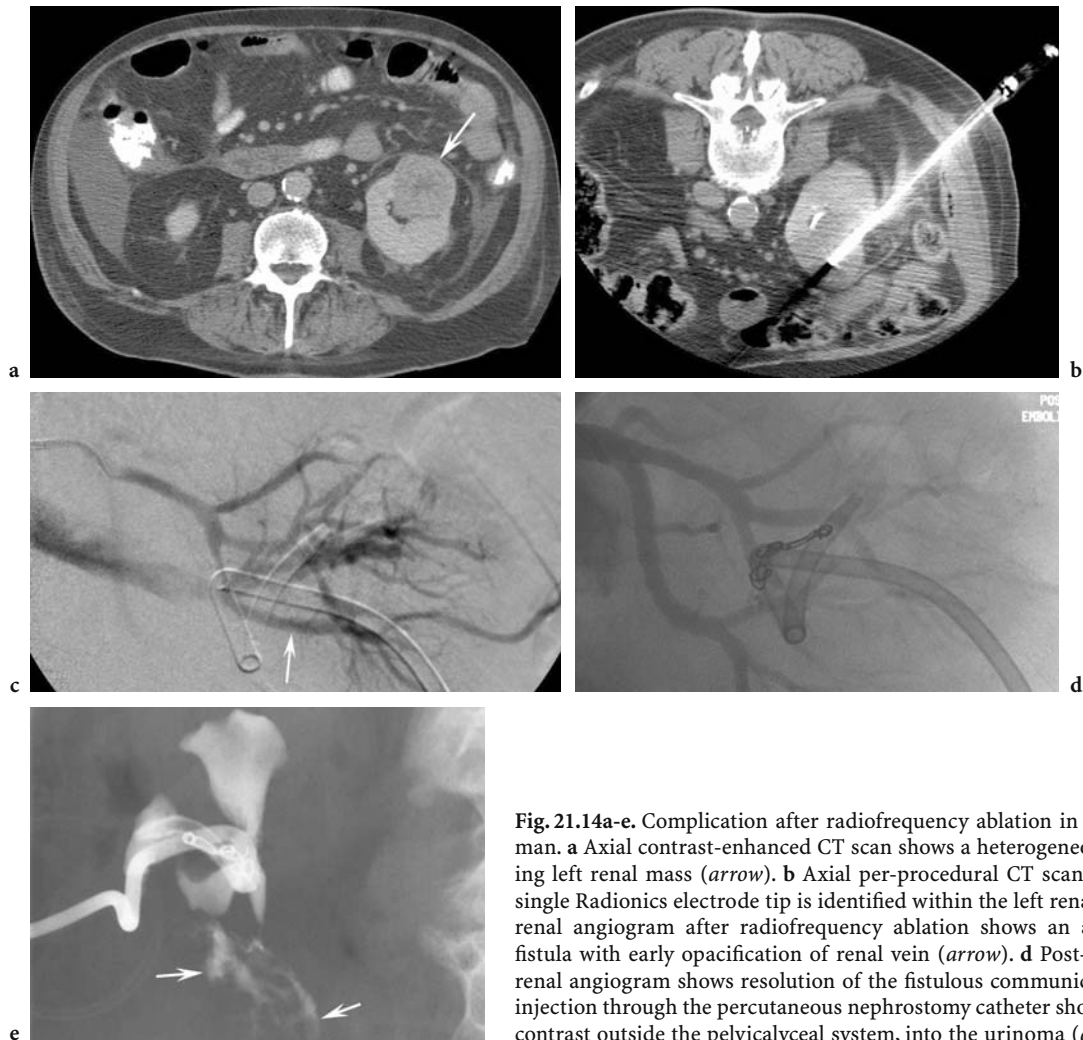 a
b
POS
EMBOLI
c
d
e
Fig. 21.14a-e. Complication after radiofrequency ablation in
man. a Axial contrast-enhanced CT scan shows a heterogene
ing left renal mass (arrow). b Axial per-procedural CT scan
single Radionics electrode tip is identified within the left rena
renal angiogram after radiofrequency ablation shows an a
fistula with early opacification of renal vein (arrow). d Post-
renal angiogram shows resolution of the fistulous communic
injection through the percutaneous nephrostomy catheter sho
contrast outside the pelvicalyceal system, into the urinoma (a